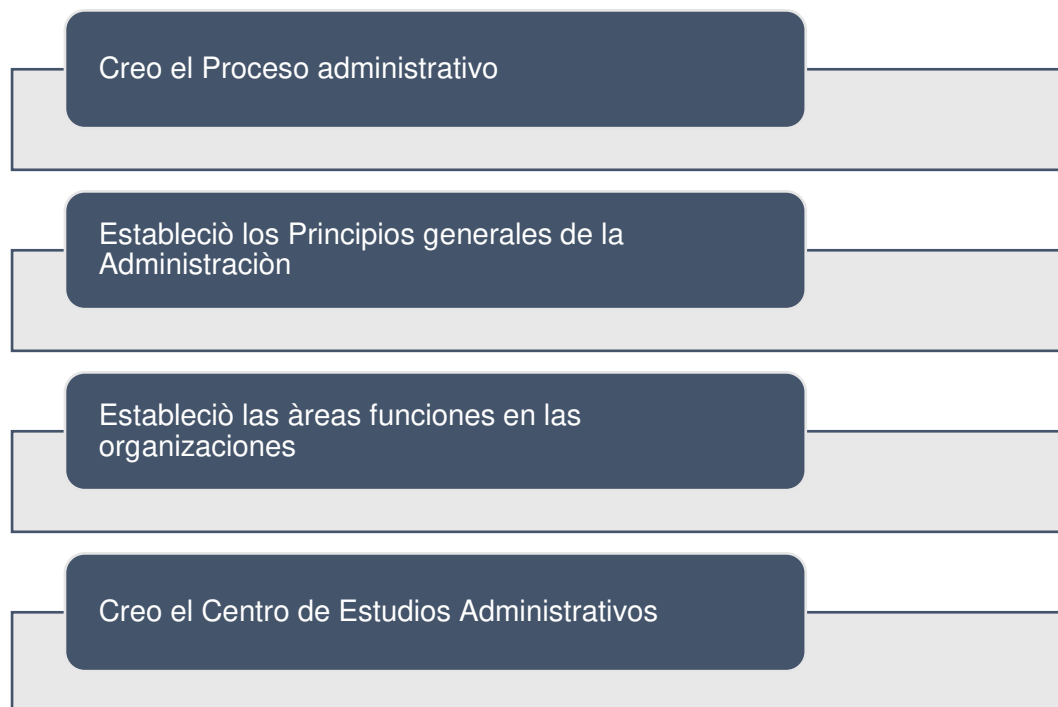 Creo el Proceso administrativo
Estableciò los Principios generales de la
Administraciòn
Estableciò las àreas funciones en las
organizaciones
Creo el Centro de Estudios Administrativos